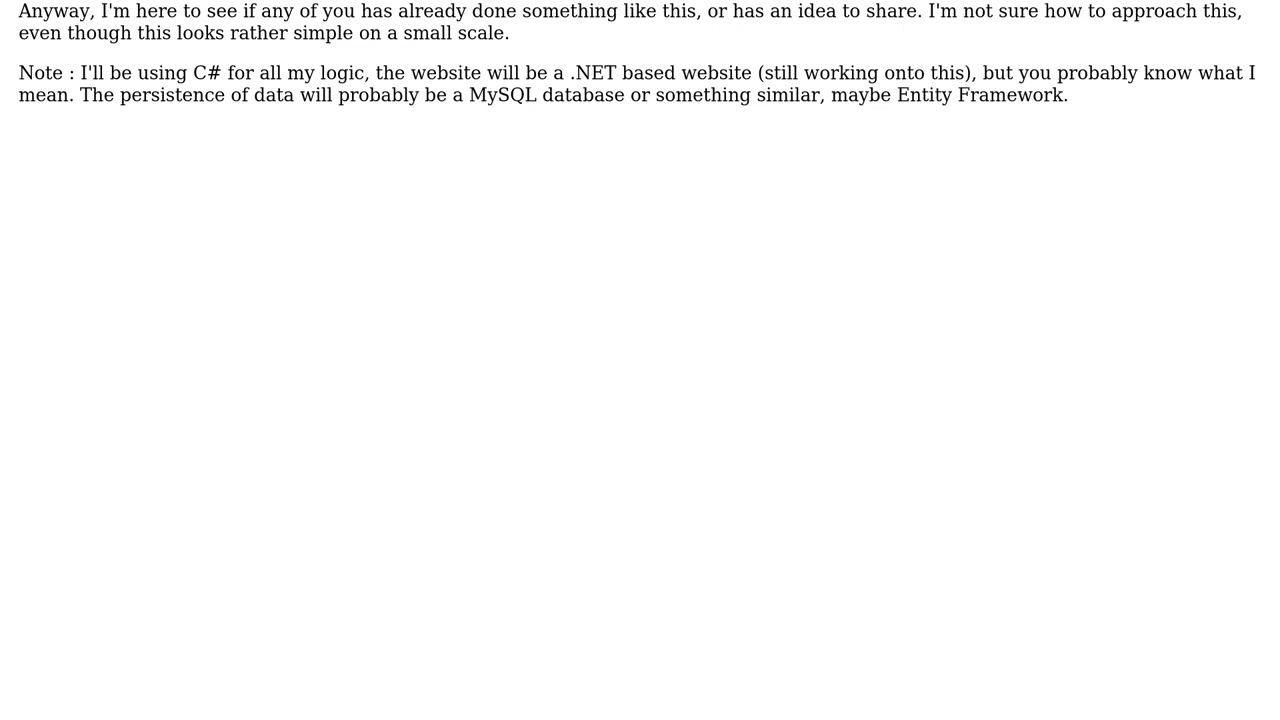 Anyway, I'm here to see if any of you has already done something like this, or has an idea to share. I'm not sure how to approach this,
even though this looks rather simple on a small scale.
Note : I'll be using C# for all my logic, the website will be a .NET based website (still working onto this), but you probably know what I
mean. The persistence of data will probably be a MySQL database or something similar, maybe Entity Framework.